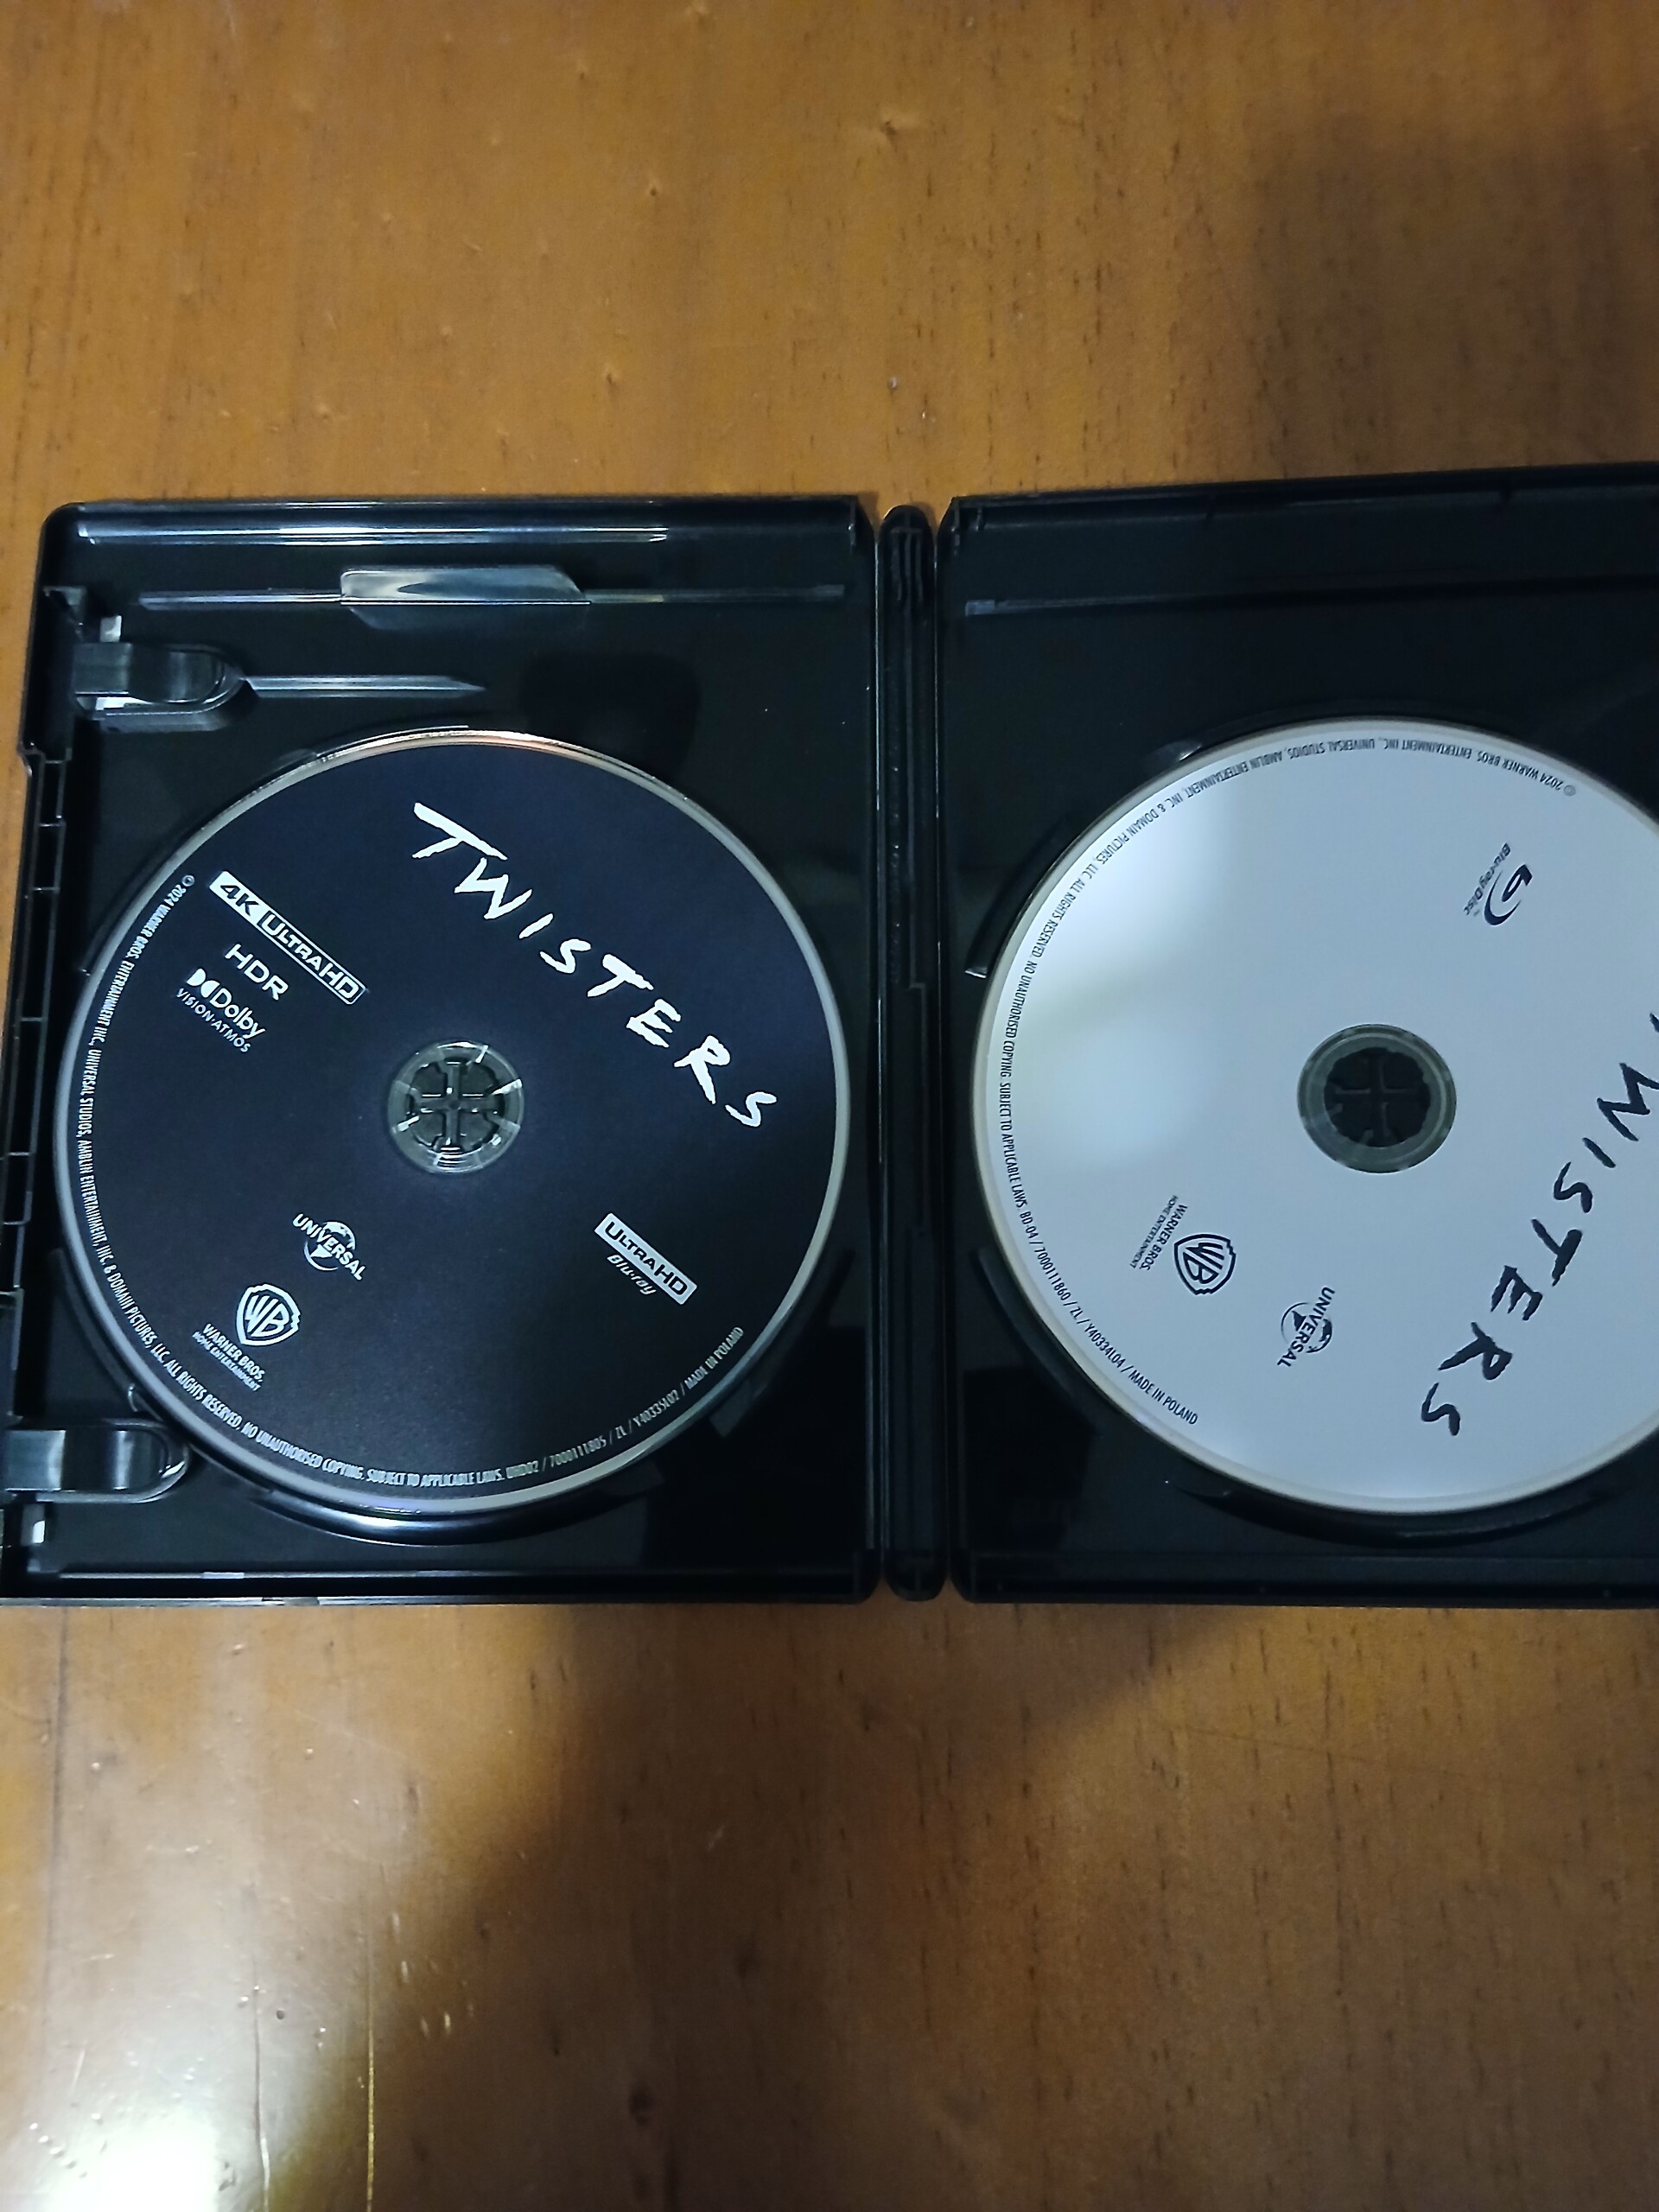 TWISTERS
4K ULTRA HD
HDR
Dolby
VISION·ATMOS
UNIVERSAL
WB
WARNER BROS.
HOME ENTERTAINMENT
ULTRA HD
Blu-ray
© 2024 WARNER BROS. ENTERTAINMENT INC., UNIVERSAL STUDIOS, AMBLIN ENTERTAINMENT, INC. & DOMAIN PICTURES, LLC. ALL RIGHTS RESERVED. NO UNAUTHORISED COPYING. SUBJECT TO APPLICABLE LAWS. UHD02 / 7000111805 / ZL / Y40335L02 / MADE IN POLAND
Blu-ray Disc™
WISTERS
WARNER BROS.
HOME ENTERTAINMENT
WB
UNIVERSAL
© 2024 WARNER BROS. ENTERTAINMENT INC., UNIVERSAL STUDIOS, AMBLIN ENTERTAINMENT, INC. & DOMAIN PICTURES, LLC. ALL RIGHTS RESERVED. NO UNAUTHORISED COPYING. SUBJECT TO APPLICABLE LAWS. BD-04 / 7000111860 / ZL / Y40334L04 / MADE IN POLAND